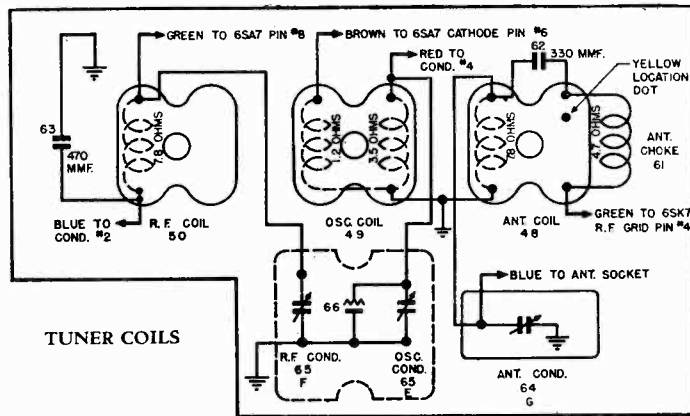 GREEN TO 6SA7 PIN #8
BROWN TO 6SA7 CATHODE PIN #6
RED TO
COND. #4
62
330 MMF.
YELLOW
LOCATION
DOT
63
470
MMF.
7.8 OHMS
1.2 OHMS
3.5 OHMS
78 OHMS
4.7 OHMS
ANT.
CHOKE
61
BLUE TO
COND. #2
R.F. COIL
50
OSC. COIL
49
ANT. COIL
48
GREEN TO 6SK7
R.F. GRID PIN #4
BLUE TO ANT. SOCKET
66
TUNER COILS
R.F. COND.
65
F
OSC.
COND.
65
E
ANT. COND.
64
G